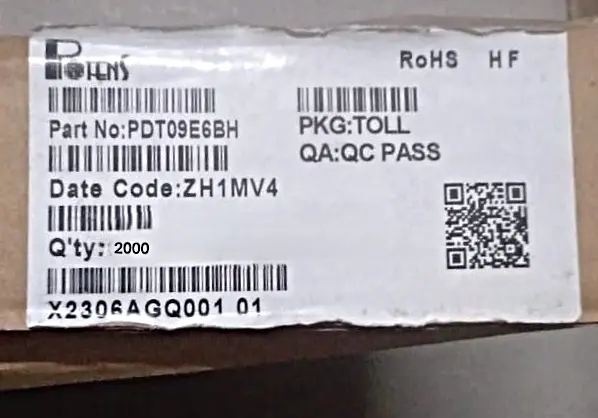 POTENS
RoHS HF
Part No:PDT09E6BH
PKG:TOLL
QA:QC PASS
Date Code:ZH1MV4
Q'ty: 2000
X2306AGQ001 01